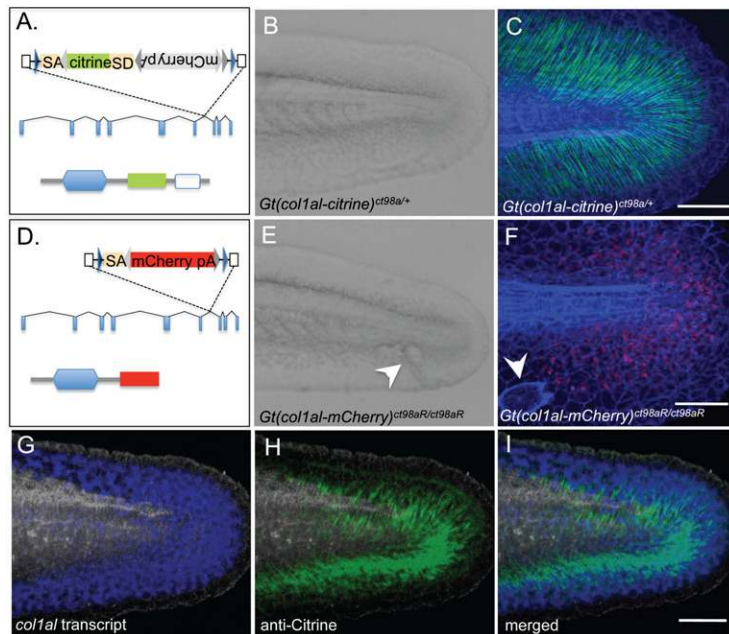 A.
SA citrine SD mCherry pA
B
Gt(col1al-citrine)ct98a/+
C
Gt(col1al-citrine)ct98a/+
D.
SA mCherry pA
E
Gt(col1al-mCherry)ct98aR/ct98aR
F
Gt(col1al-mCherry)ct98aR/ct98aR
G
col1al transcript
H
anti-Citrine
I
merged